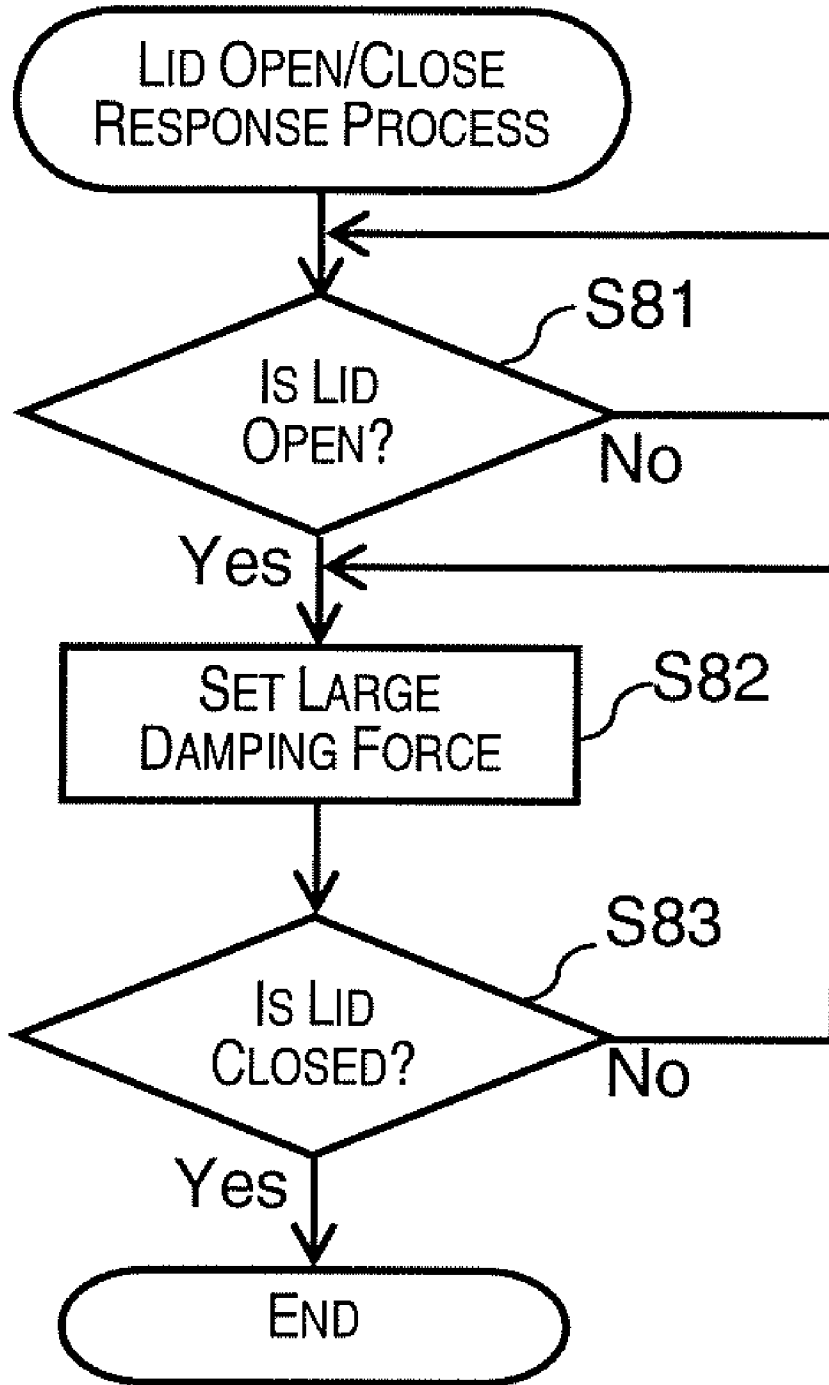 LID OPEN/CLOSE
RESPONSE PROCESS
S81
IS LID
OPEN?
No
Yes
SET LARGE
DAMPING FORCE
S82
S83
IS LID
CLOSED?
No
Yes
END